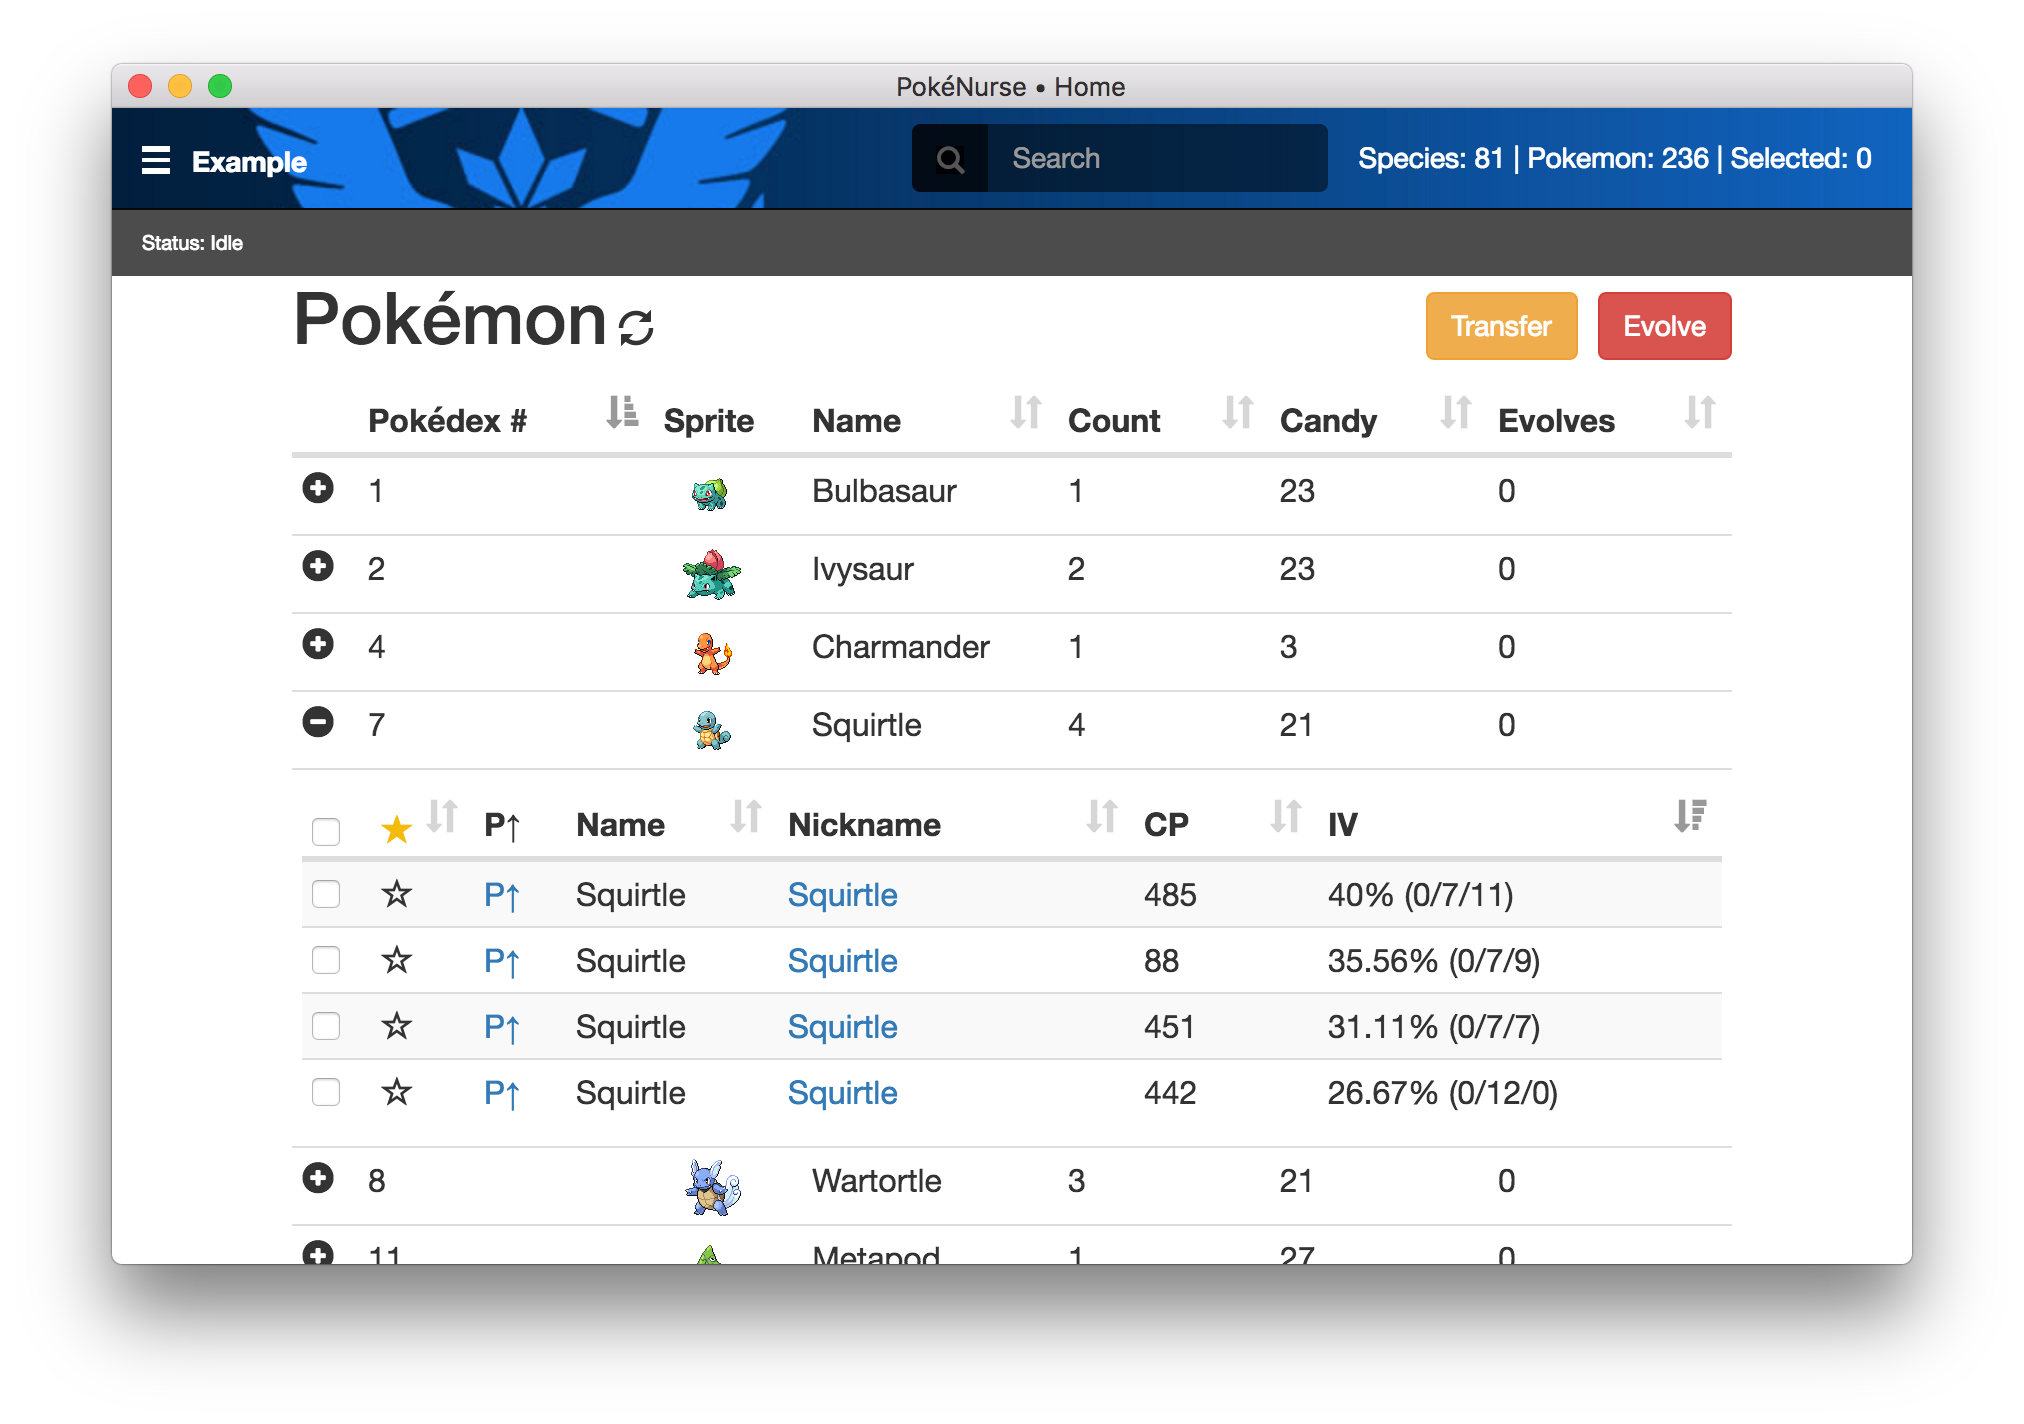 PokéNurse • Home
Example
Search
Species: 81 | Pokemon: 236 | Selected: 0
Status: Idle
Pokémon
Transfer
Evolve
Pokédex # Sprite Name Count Candy Evolves
1 Bulbasaur 1 23 0
2 Ivysaur 2 23 0
4 Charmander 1 3 0
7 Squirtle 4 21 0
P↑ Name Nickname CP IV
P↑ Squirtle Squirtle 485 40% (0/7/11)
P↑ Squirtle Squirtle 88 35.56% (0/7/9)
P↑ Squirtle Squirtle 451 31.11% (0/7/7)
P↑ Squirtle Squirtle 442 26.67% (0/12/0)
8 Wartortle 3 21 0
11 Metapod 1 27 0